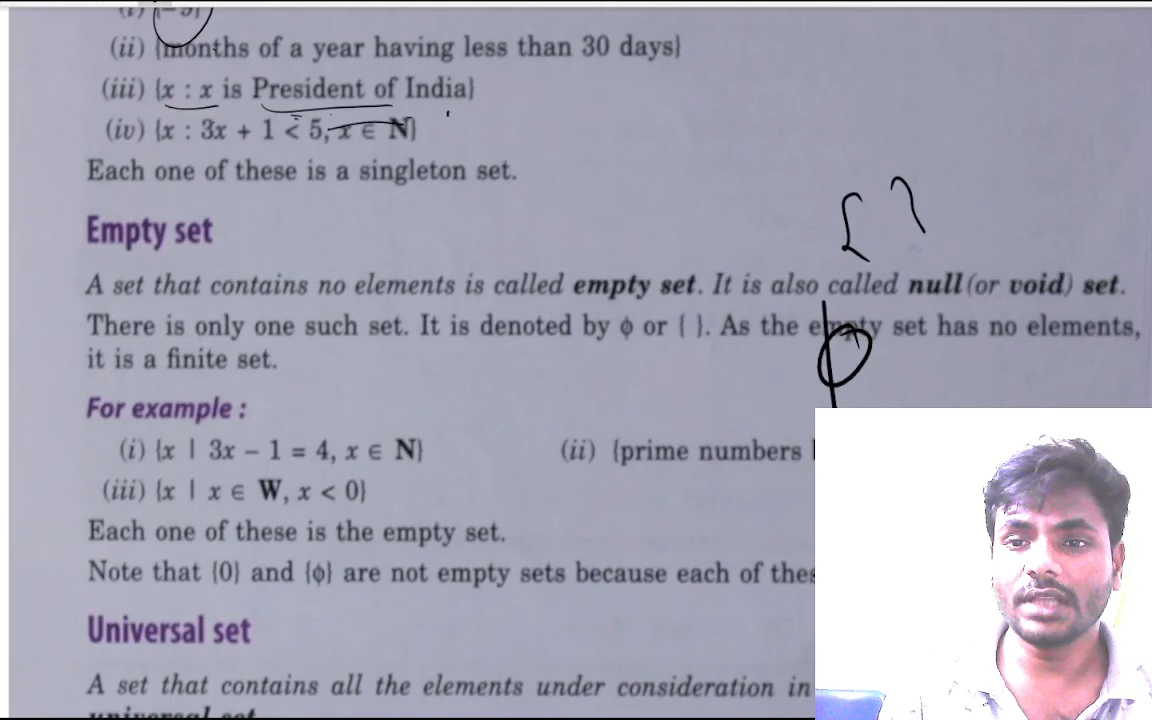 (i) {−5}
(ii) {months of a year having less than 30 days}
(iii) {x : x is President of India}
(iv) {x : 3x + 1 < 5, x ∈ N}
Each one of these is a singleton set.
Empty set
A set that contains no elements is called empty set. It is also called null (or void) set.
There is only one such set. It is denoted by ϕ or { }. As the empty set has no elements,
it is a finite set.
For example :
(i) {x | 3x − 1 = 4, x ∈ N} (ii) {prime numbers
(iii) {x | x ∈ W, x < 0}
Each one of these is the empty set.
Note that {0} and {ϕ} are not empty sets because each of
Universal set
A set that contains all the elements under consideration in
universal set
{ }
ϕ